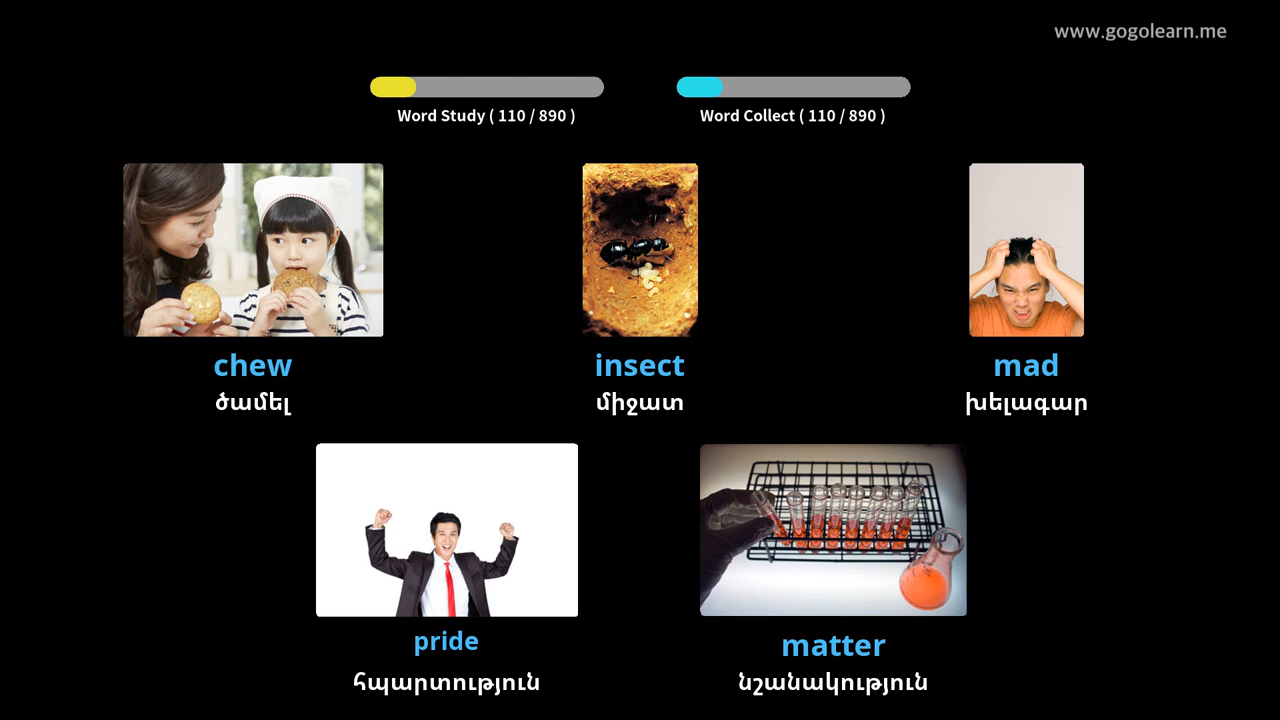 www.gogolearn.me
Word Study ( 110 / 890 )
Word Collect ( 110 / 890 )
chew
ծամել
insect
միջատ
mad
խելագար
pride
հպարտություն
matter
նշանակություն